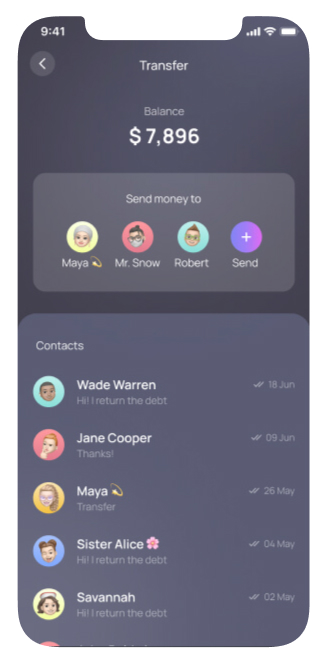 9:41
Transfer
Balance
$ 7,896
Send money to
Maya 💫 Mr. Snow Robert Send
Contacts
Wade Warren 18 Jun
Hi! I return the debt
Jane Cooper 09 Jun
Thanks!
Maya 💫 26 May
Transfer
Sister Alice 🌸 04 May
Hi! I return the debt
Savannah 02 May
Hi! I return the debt